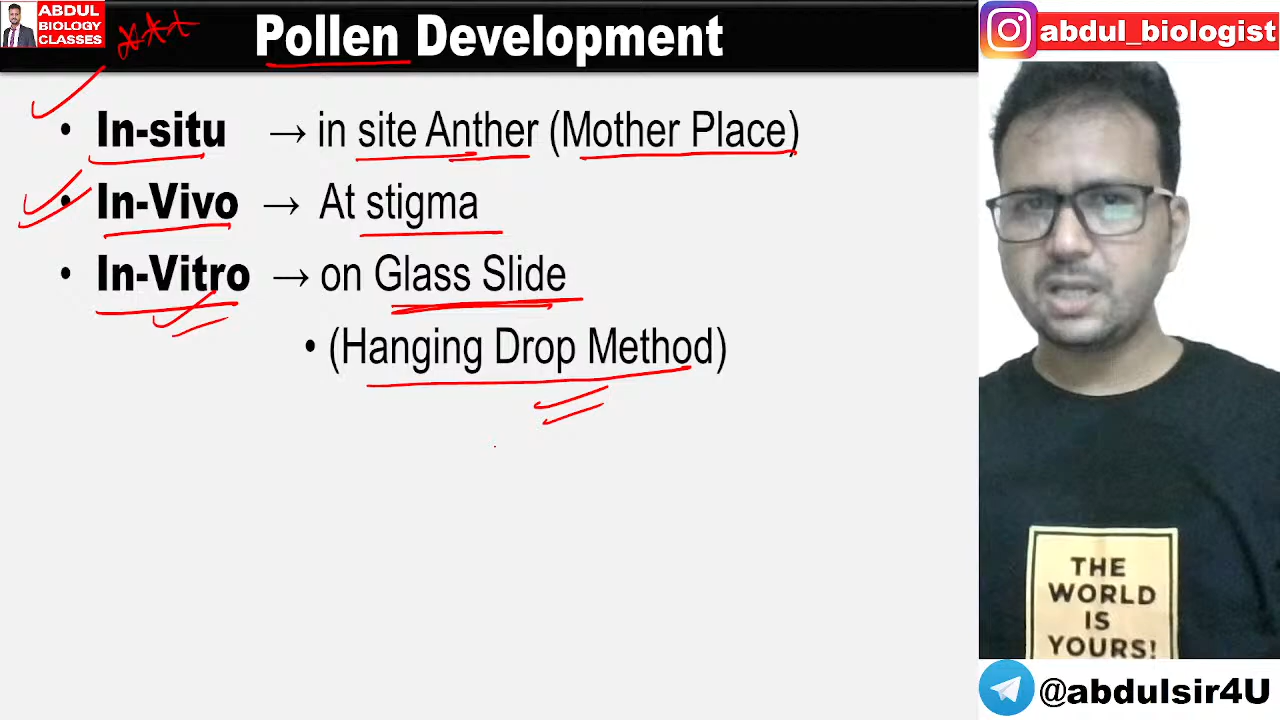 ABDUL
BIOLOGY
CLASSES
Pollen Development
abdul_biologist
• In-situ → in site Anther (Mother Place)
• In-Vivo → At stigma
• In-Vitro → on Glass Slide
• (Hanging Drop Method)
THE
WORLD
IS
YOURS!
@abdulsir4U